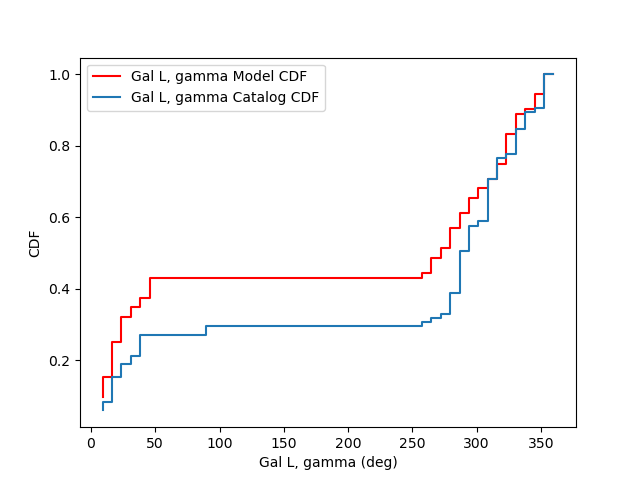 Gal L, gamma Model CDF
Gal L, gamma Catalog CDF
1.0
0.8
0.6
0.4
0.2
CDF
0 50 100 150 200 250 300 350
Gal L, gamma (deg)